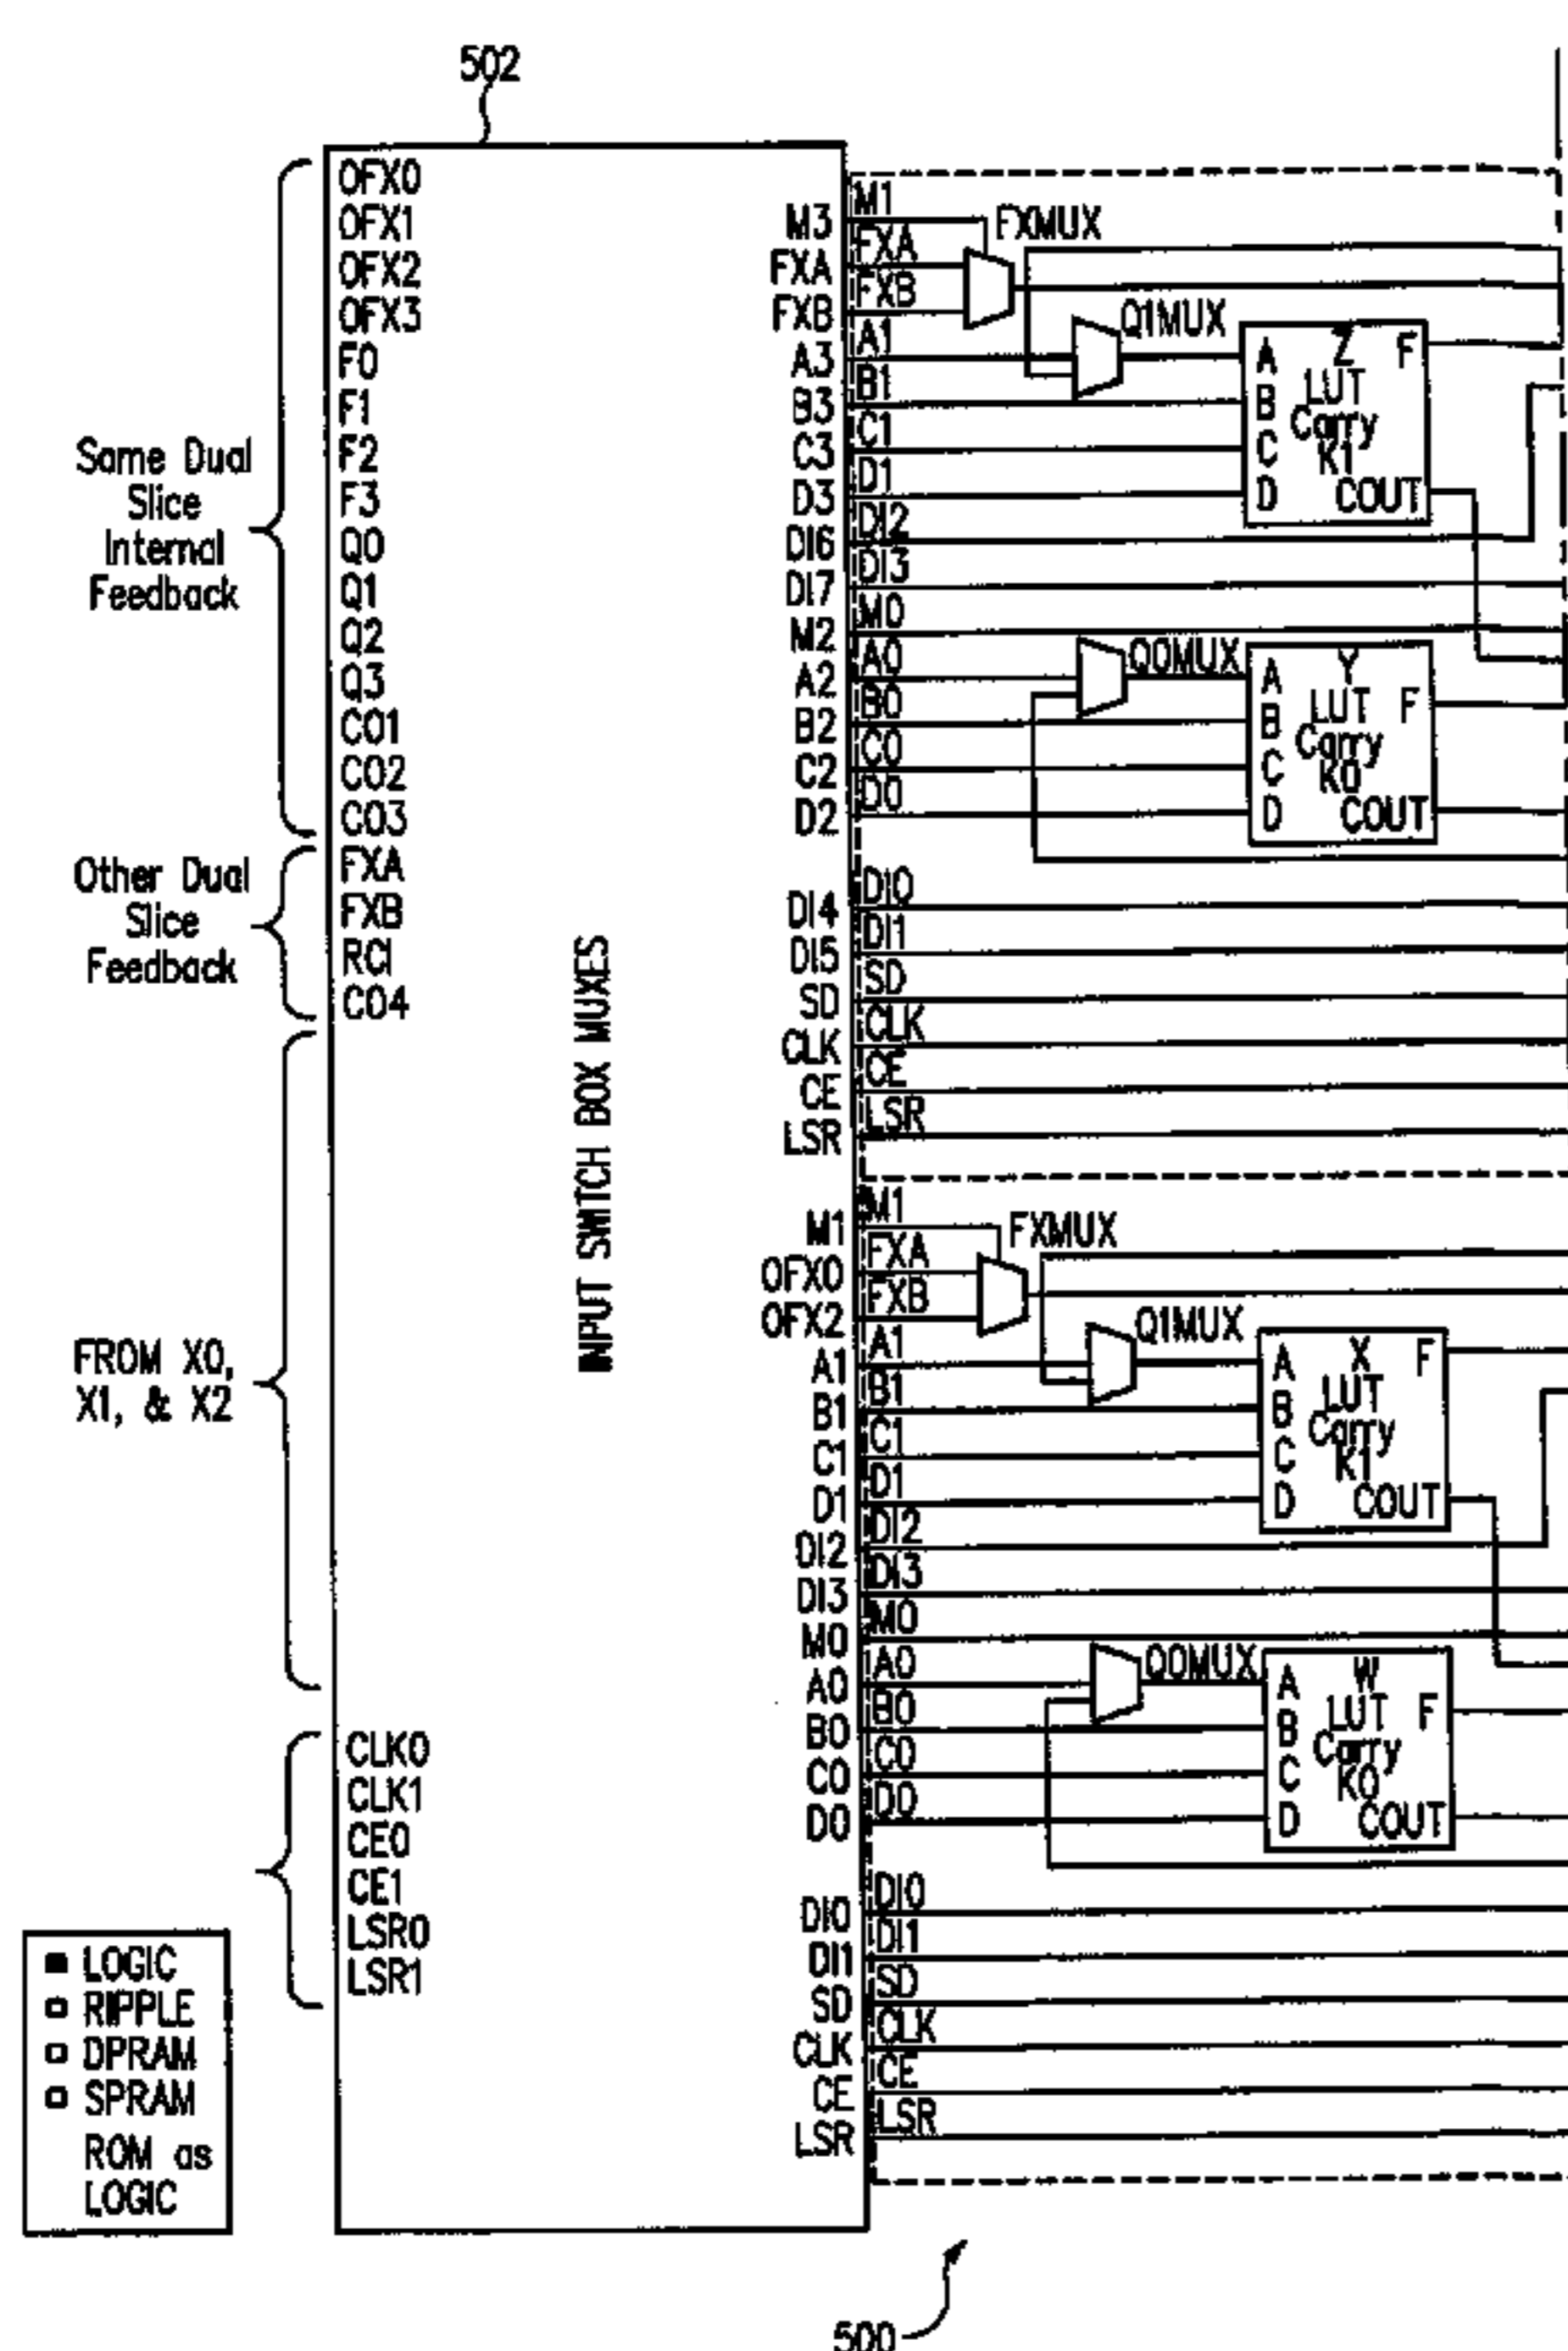 502
OFX0
OFX1
OFX2
OFX3
F0
F1
F2
F3
Q0
Q1
Q2
Q3
CO1
CO2
CO3
Same Dual
Slice
Internal
Feedback
FXA
FXB
RCI
CO4
Other Dual
Slice
Feedback
FROM X0,
X1, & X2
CLK0
CLK1
CE0
CE1
LSR0
LSR1
INPUT SWITCH BOX MUXES
M3 M1
FXA FXA
FXB FXB
A3 A1
B3 B1
C3 C1
D3 D1
DI6 DI2
DI7 DI3
M2 M0
A2 A0
B2 B0
C2 C0
D2 D0
DI4 DI0
DI5 DI1
SD SD
CLK CLK
CE CE
LSR LSR
FXMUX
Q1MUX
A Z F
B LUT
C Carry
K1
D COUT
Q0MUX
A Y F
B LUT
C Carry
K0
D COUT
M1 M1
OFX0 FXA
OFX2 FXB
A1 A1
B1 B1
C1 C1
D1 D1
DI2 DI2
DI3 DI3
M0 M0
A0 A0
B0 B0
C0 C0
D0 D0
DI0 DI0
DI1 DI1
SD SD
CLK CLK
CE CE
LSR LSR
FXMUX
Q1MUX
A X F
B LUT
C Carry
K1
D COUT
Q0MUX
A W F
B LUT
C Carry
K0
D COUT
LOGIC
RIPPLE
DPRAM
SPRAM
ROM as
LOGIC
500